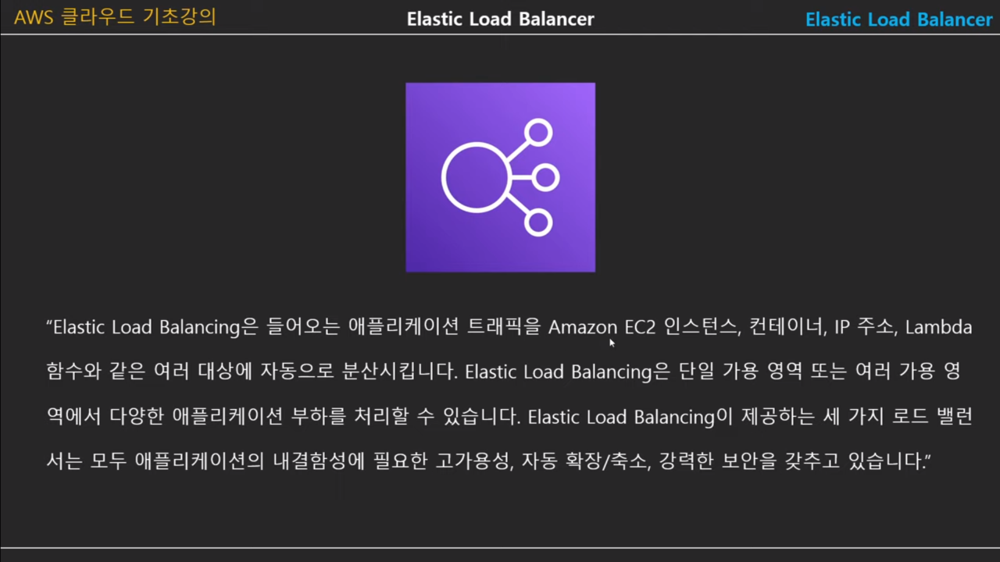 AWS 클라우드 기초강의
Elastic Load Balancer
Elastic Load Balancer
“Elastic Load Balancing은 들어오는 애플리케이션 트래픽을 Amazon EC2 인스턴스, 컨테이너, IP 주소, Lambda
함수와 같은 여러 대상에 자동으로 분산시킵니다. Elastic Load Balancing은 단일 가용 영역 또는 여러 가용 영
역에서 다양한 애플리케이션 부하를 처리할 수 있습니다. Elastic Load Balancing이 제공하는 세 가지 로드 밸런
서는 모두 애플리케이션의 내결함성에 필요한 고가용성, 자동 확장/축소, 강력한 보안을 갖추고 있습니다.”